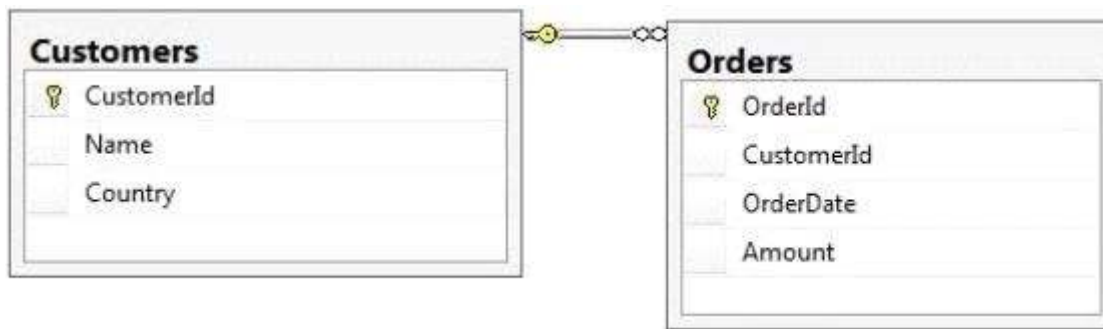 Customers
CustomerId
Name
Country
Orders
OrderId
CustomerId
OrderDate
Amount